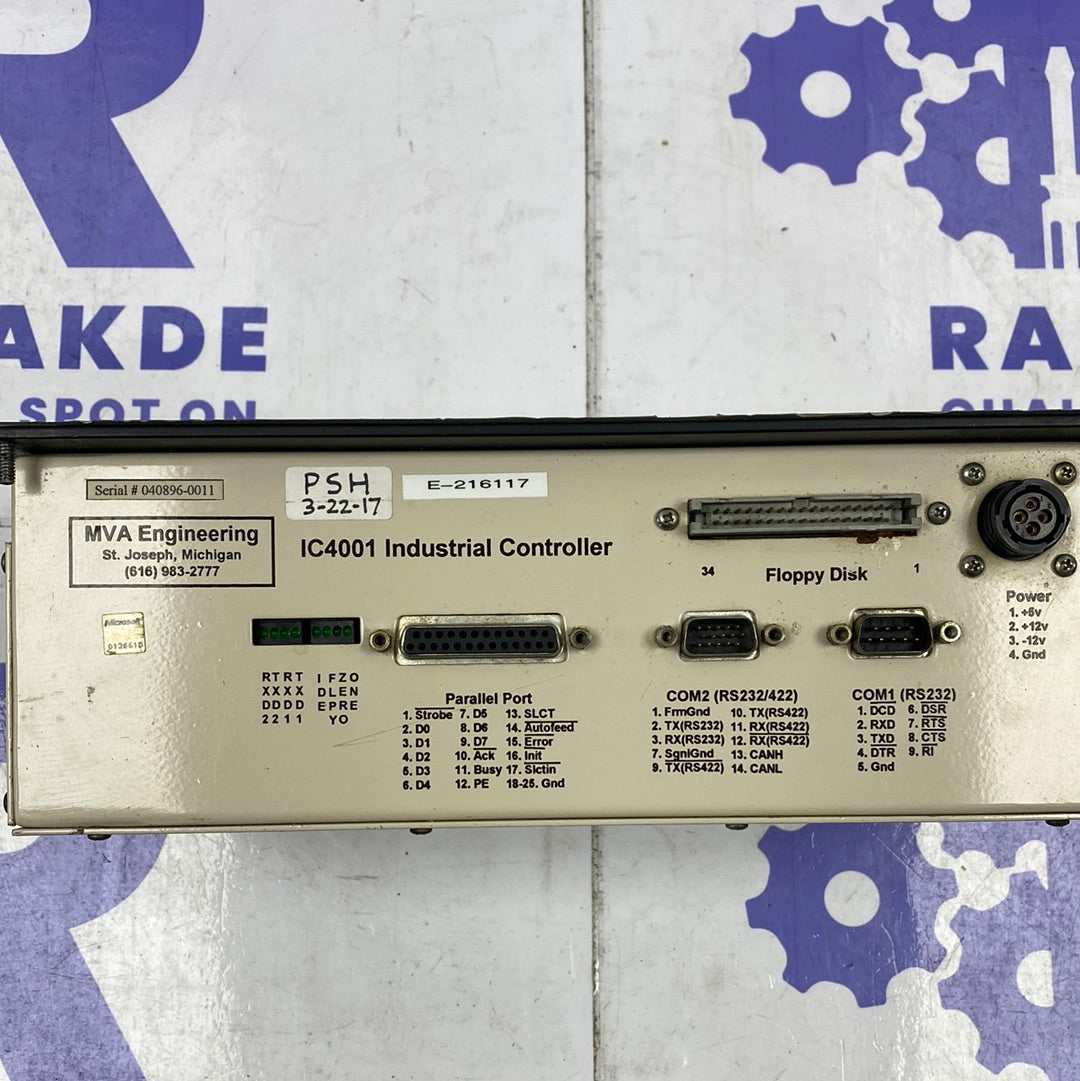 AKDE
SPOT ON
RA
Serial # 040896-0011
PSH
3-22-17
E-216117
MVA Engineering
St. Joseph, Michigan
(616) 983-2777
IC4001 Industrial Controller
34
Floppy Disk
1
Power
1. +5v
2. +12v
3. -12v
4. Gnd
Microsoft
RTRT IFZO
XXXX DLEN
DDDD EPRE
2211 YO
Parallel Port
1. Strobe 7. D5 13. SLCT
2. D0 8. D6 14. Autofeed
3. D1 9. D7 15. Error
4. D2 10. Ack 16. Init
5. D3 11. Busy 17. Slctin
6. D4 12. PE 18-25. Gnd
COM2 (RS232/422)
1. FrmGnd 10. TX(RS422)
2. TX(RS232) 11. RX(RS422)
3. RX(RS232) 12. RX(RS422)
7. SgnlGnd 13. CANH
9. TX(RS422) 14. CANL
COM1 (RS232)
1. DCD 6. DSR
2. RXD 7. RTS
3. TXD 8. CTS
4. DTR 9. RI
5. Gnd